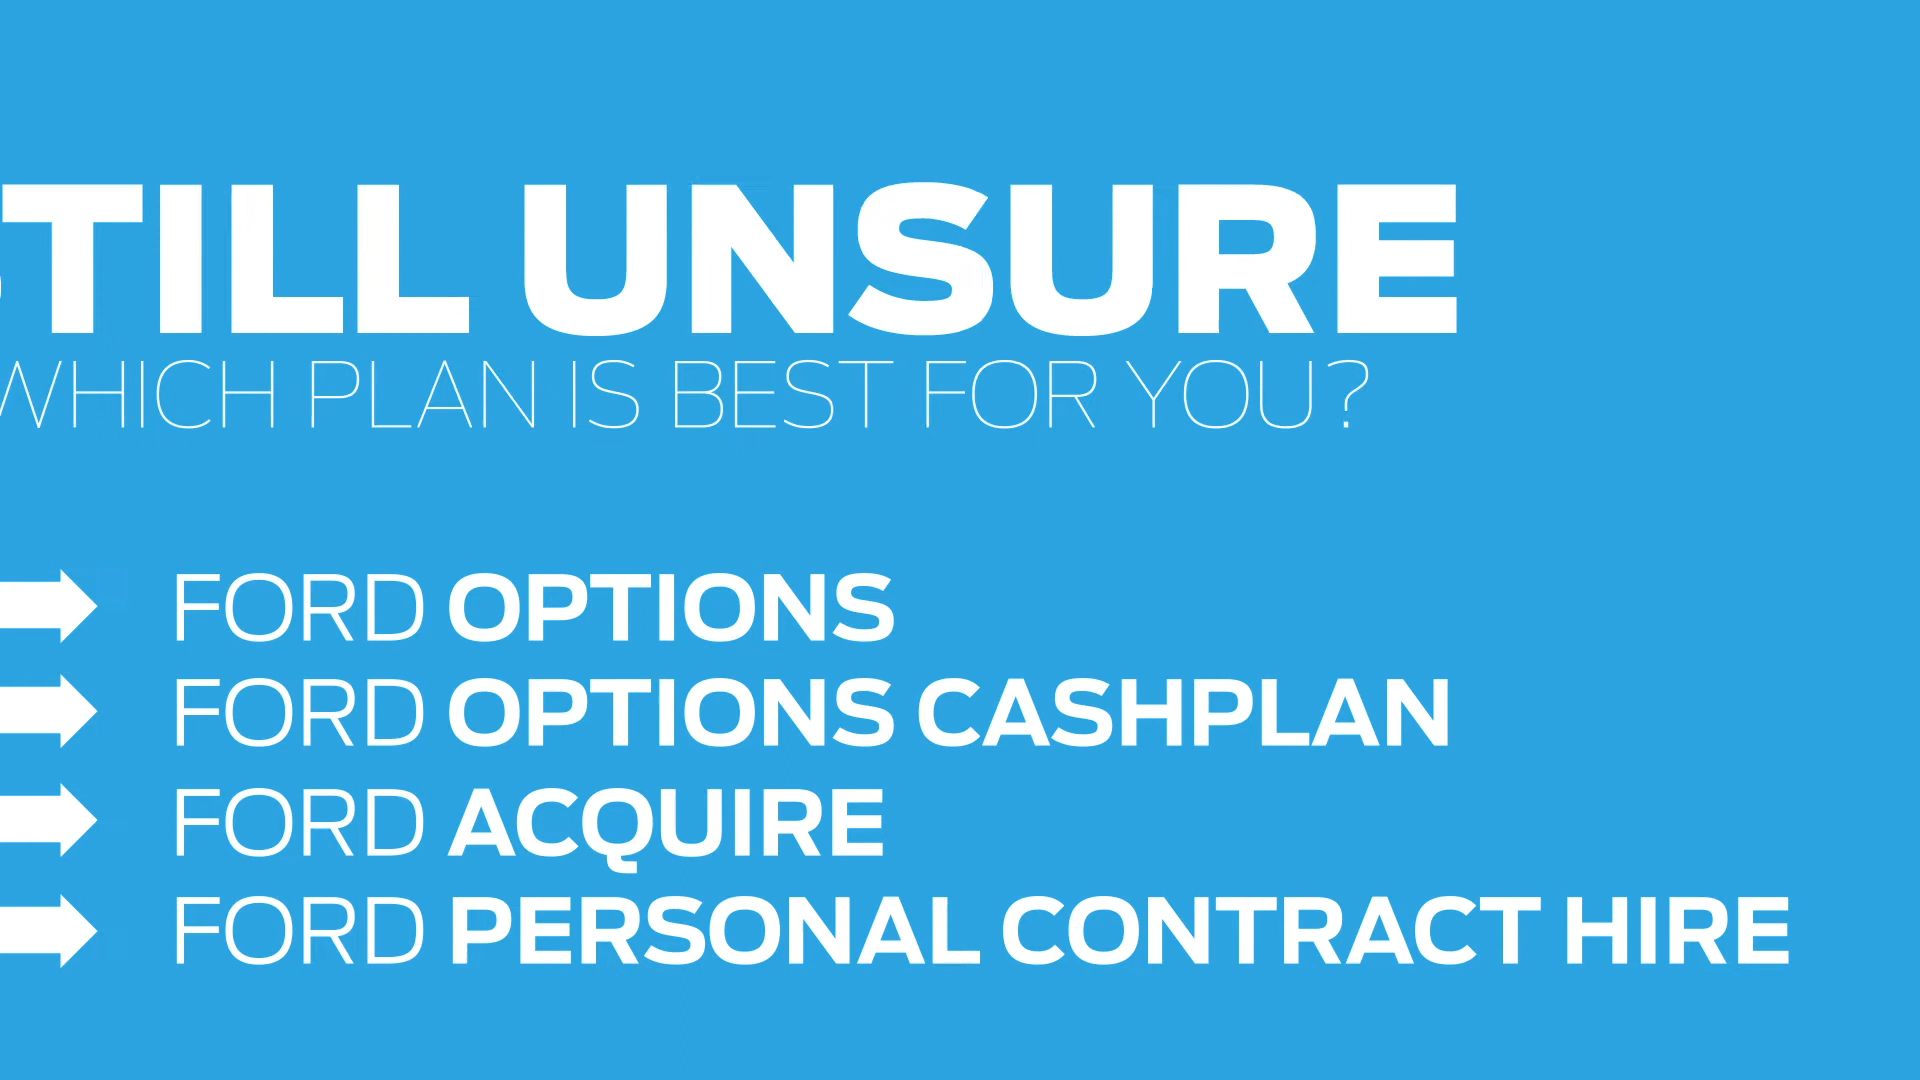 STILL UNSURE
WHICH PLAN IS BEST FOR YOU?
FORD OPTIONS
FORD OPTIONS CASHPLAN
FORD ACQUIRE
FORD PERSONAL CONTRACT HIRE